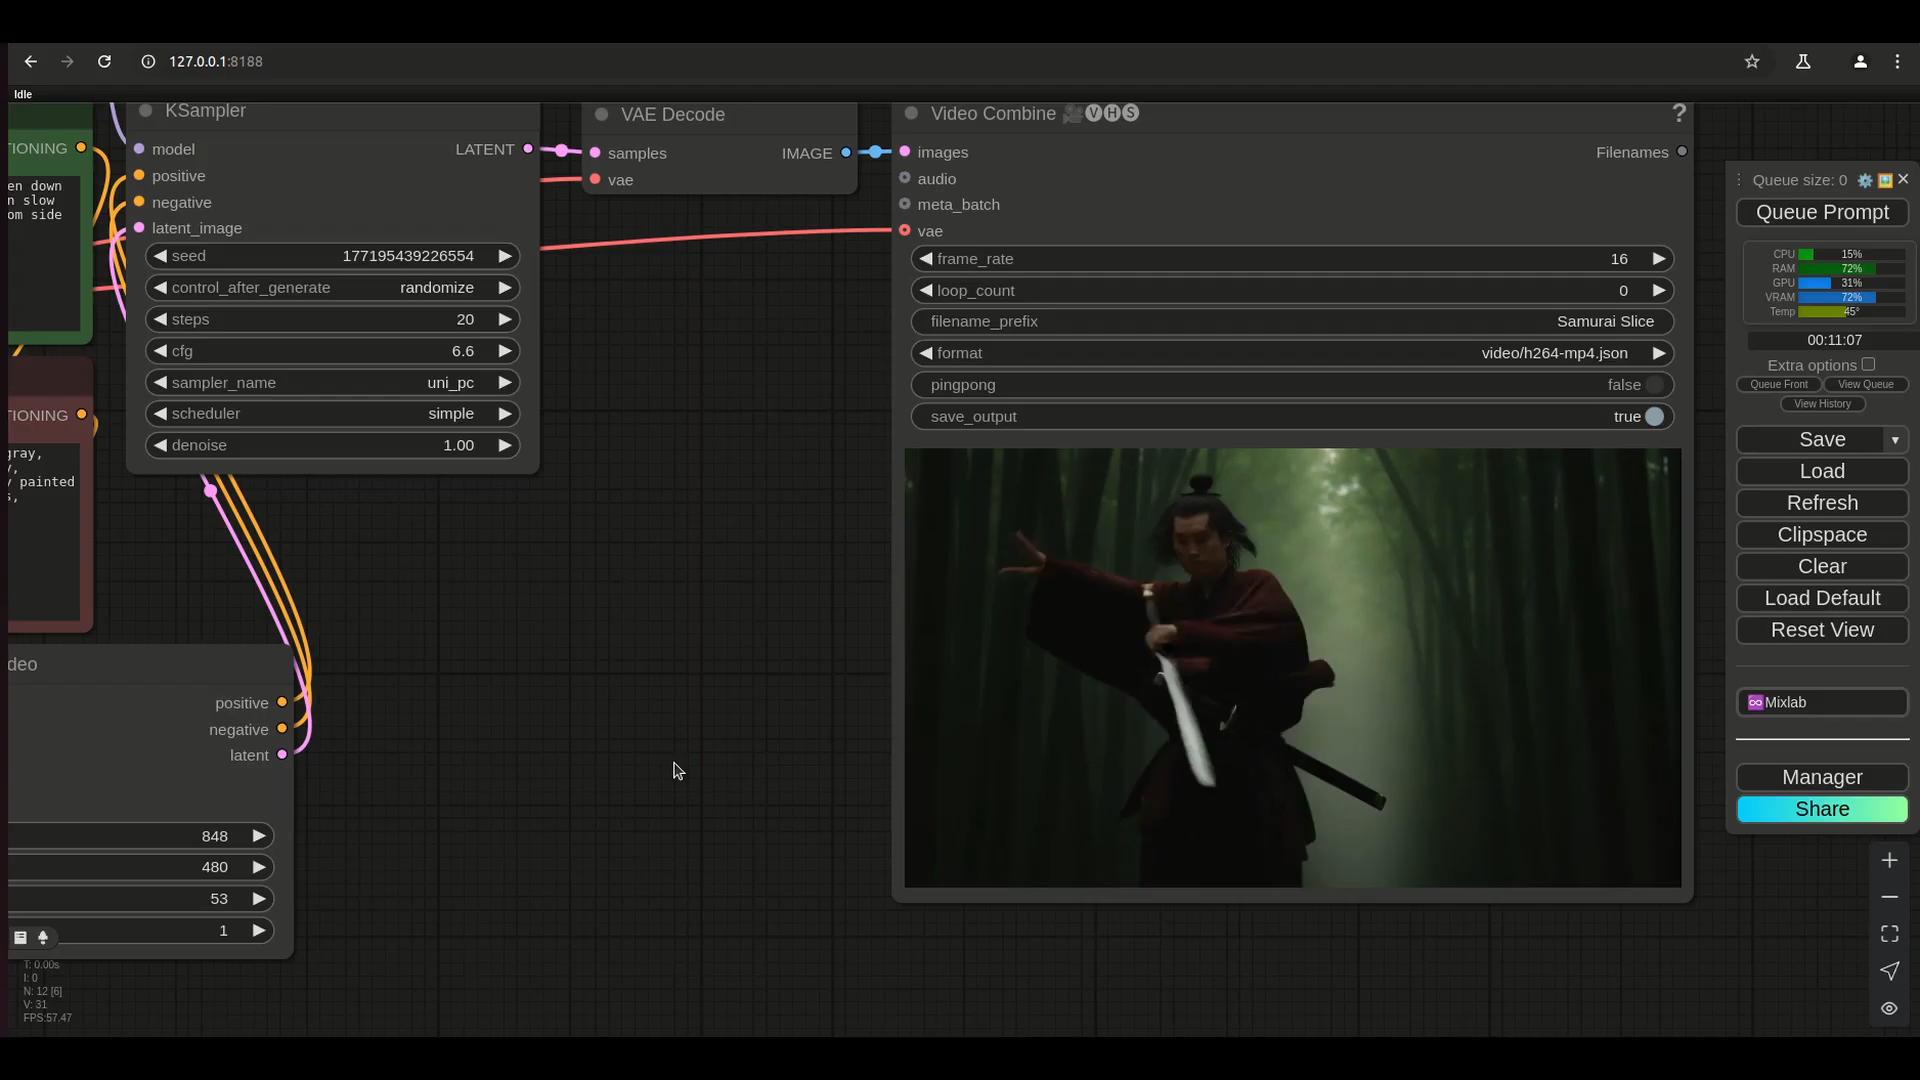 127.0.0.1:8188
Idle
KSampler
model
LATENT
positive
negative
latent_image
seed 177195439226554
control_after_generate randomize
steps 20
cfg 6.6
sampler_name uni_pc
scheduler simple
denoise 1.00
VAE Decode
samples
IMAGE
vae
Video Combine 🎥🅥🅗🅢
?
images
Filenames
audio
meta_batch
vae
frame_rate 16
loop_count 0
filename_prefix Samurai Slice
format video/h264-mp4.json
pingpong false
save_output true
TIONING
en down
n slow
om side
TIONING
gray,
y painted
s,
deo
positive
negative
latent
848
480
53
1
T: 0.00s
I: 0
N: 12 [6]
V: 31
FPS:57.47
Queue size: 0
Queue Prompt
CPU 15%
RAM 72%
GPU 31%
VRAM 72%
Temp 45°
00:11:07
Extra options
Queue Front
View Queue
View History
Save
Load
Refresh
Clipspace
Clear
Load Default
Reset View
♾️Mixlab
Manager
Share